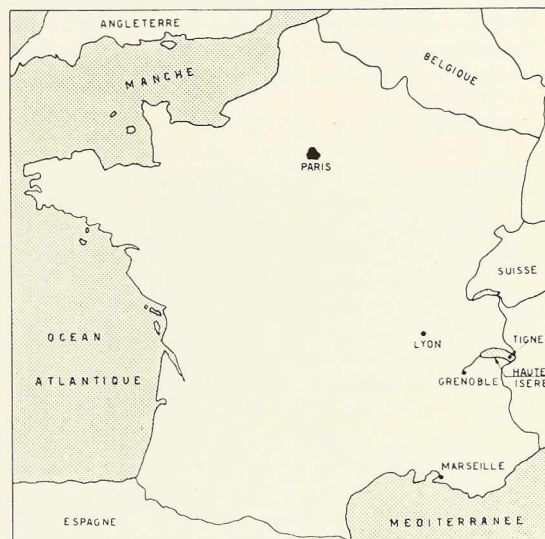 ANGLETERRE
MANCHE
BELGIQUE
PARIS
SUISSE
OCEAN
ATLANTIQUE
LYON
TIGNE
GRENOBLE
HAUTE
ISERE
MARSEILLE
ESPAGNE
MEDITERRANEE